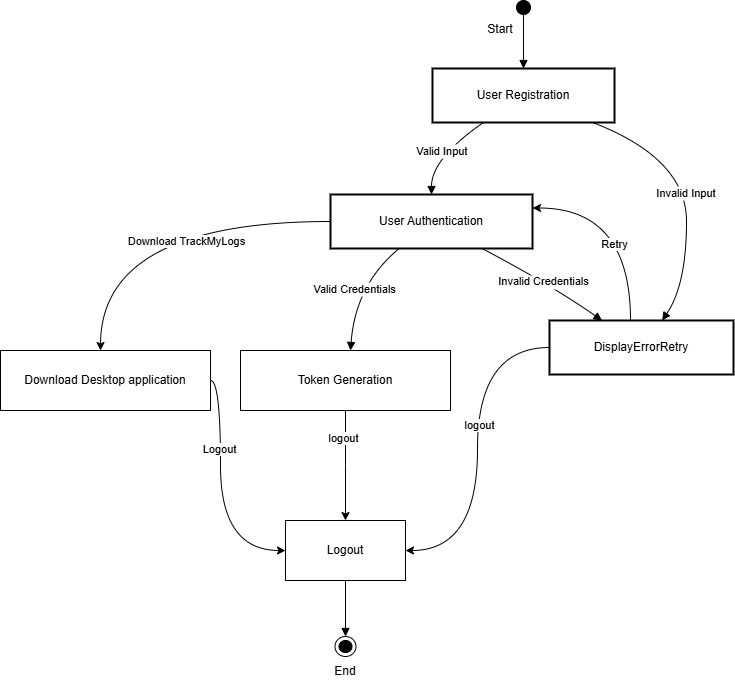 Start
User Registration
Valid Input
Invalid Input
User Authentication
Download TrackMyLogs
Retry
Valid Credentials
Invalid Credentials
DisplayErrorRetry
Download Desktop application
Token Generation
Logout
logout
logout
Logout
End